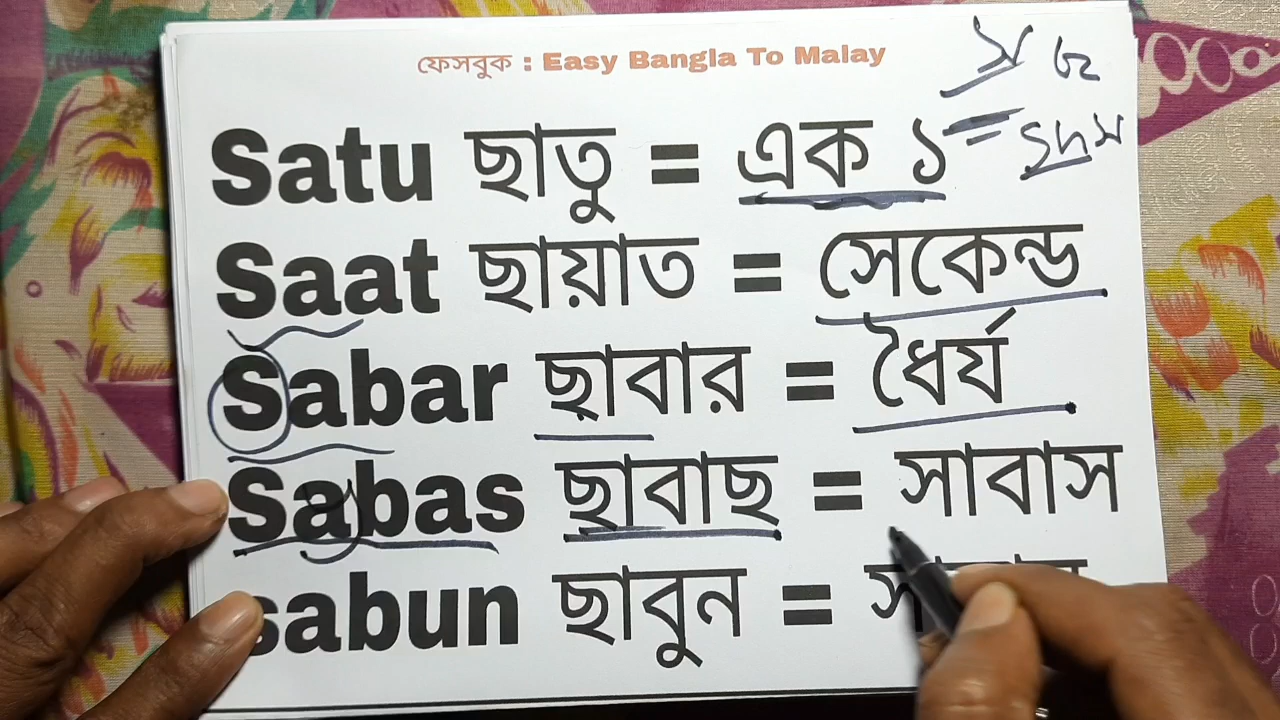 ফেসবুক : Easy Bangla To Malay
Satu ছাতু = এক ১
Saat ছায়াত = সেকেন্ড
Sabar ছাবার = ধৈর্য
Sabas ছাবাছ = সাবাস
sabun ছাবুন =